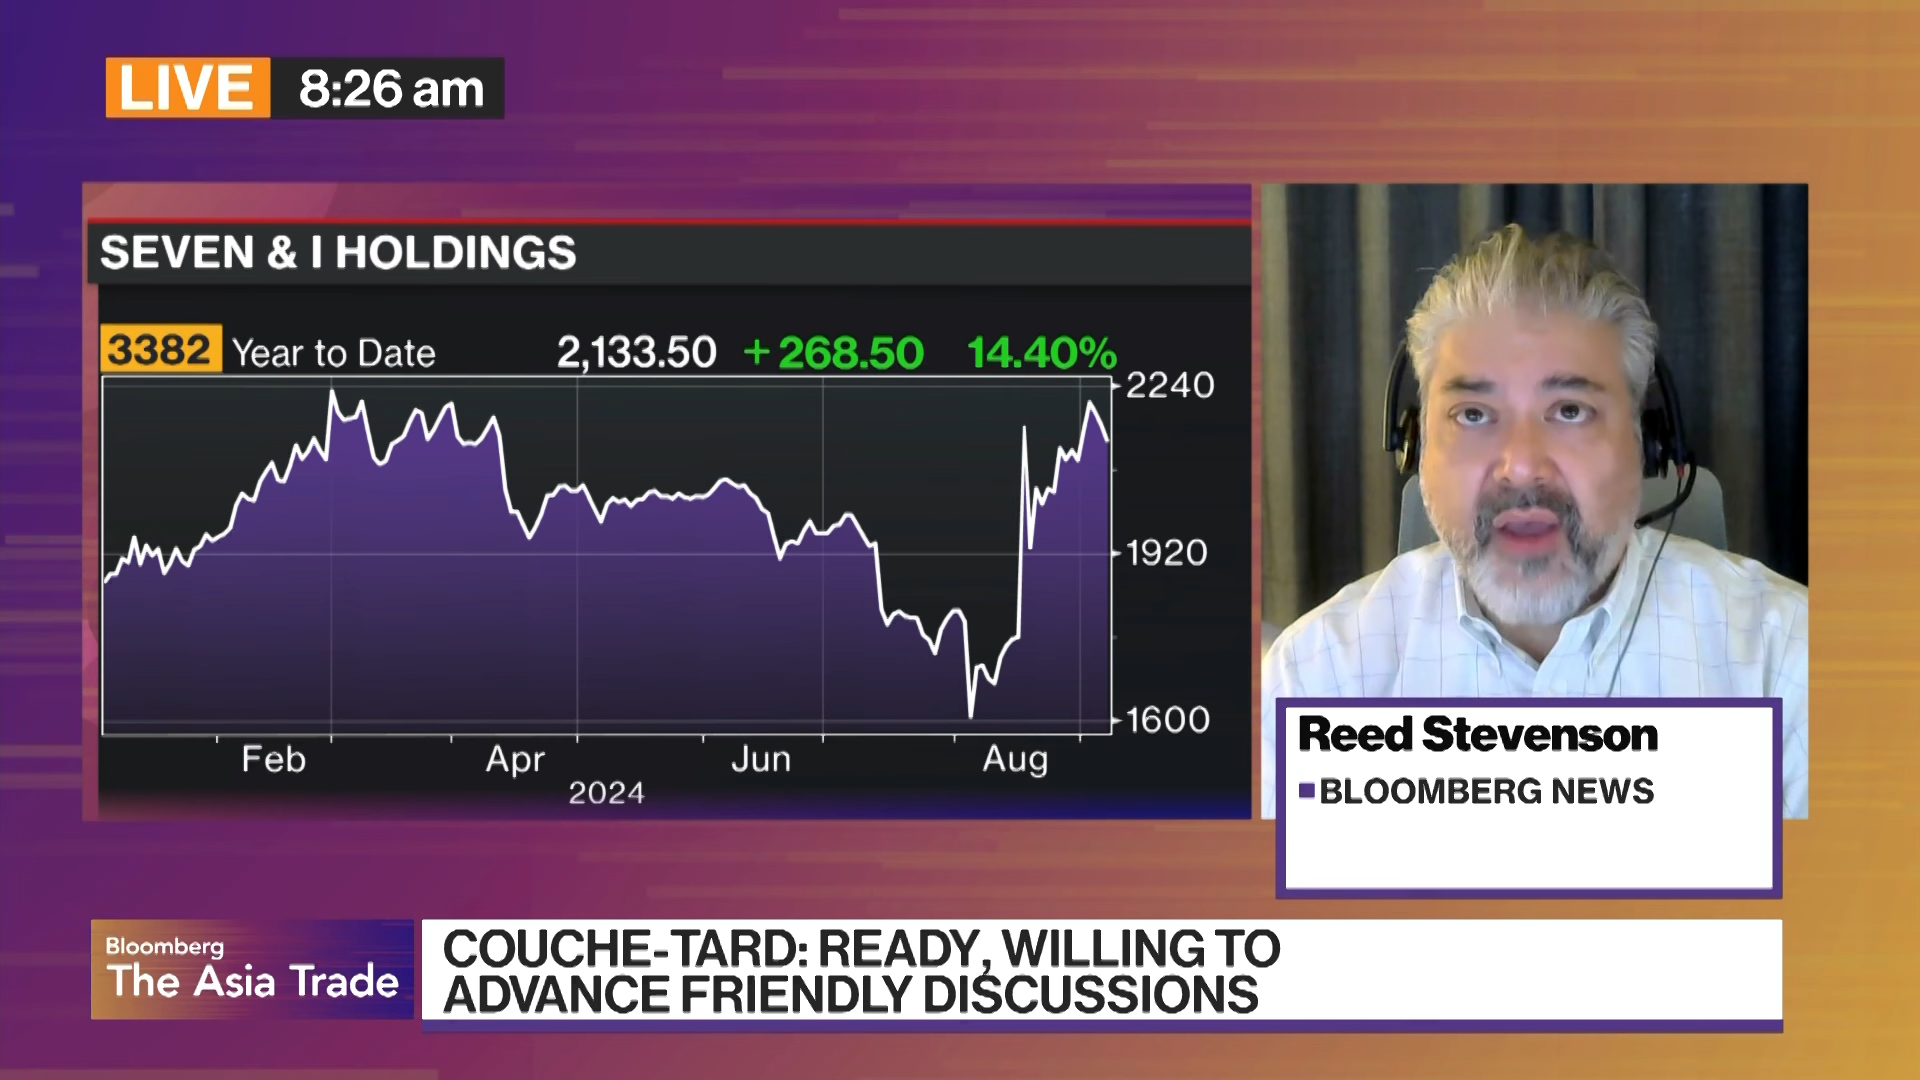 LIVE 8:26 am
SEVEN & I HOLDINGS
3382 Year to Date 2,133.50 +268.50 14.40%
2240
1920
1600
Feb Apr Jun Aug
2024
Reed Stevenson
BLOOMBERG NEWS
Bloomberg
The Asia Trade
COUCHE-TARD: READY, WILLING TO
ADVANCE FRIENDLY DISCUSSIONS